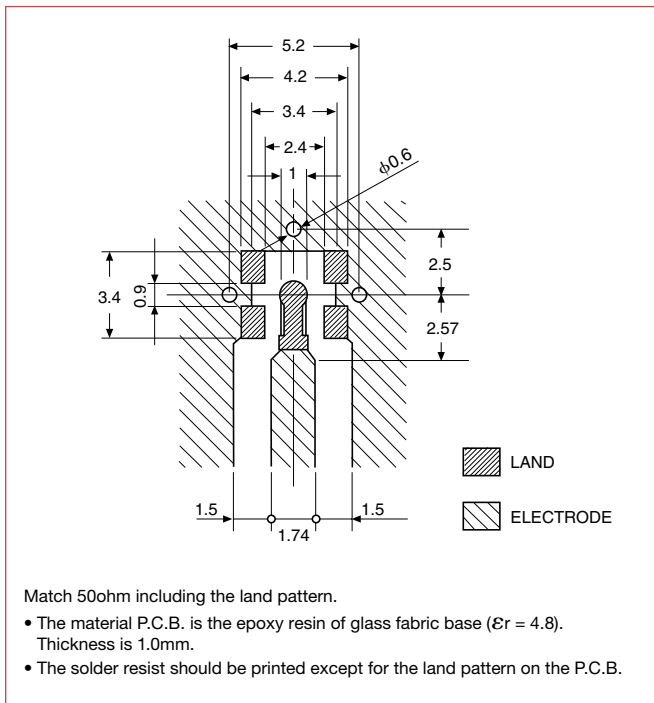 5.2
4.2
3.4
2.4
1
ϕ0.6
2.5
3.4
0.9
2.57
LAND
ELECTRODE
1.5
1.74
1.5
Match 50ohm including the land pattern.
• The material P.C.B. is the epoxy resin of glass fabric base (εr = 4.8).
Thickness is 1.0mm.
• The solder resist should be printed except for the land pattern on the P.C.B.